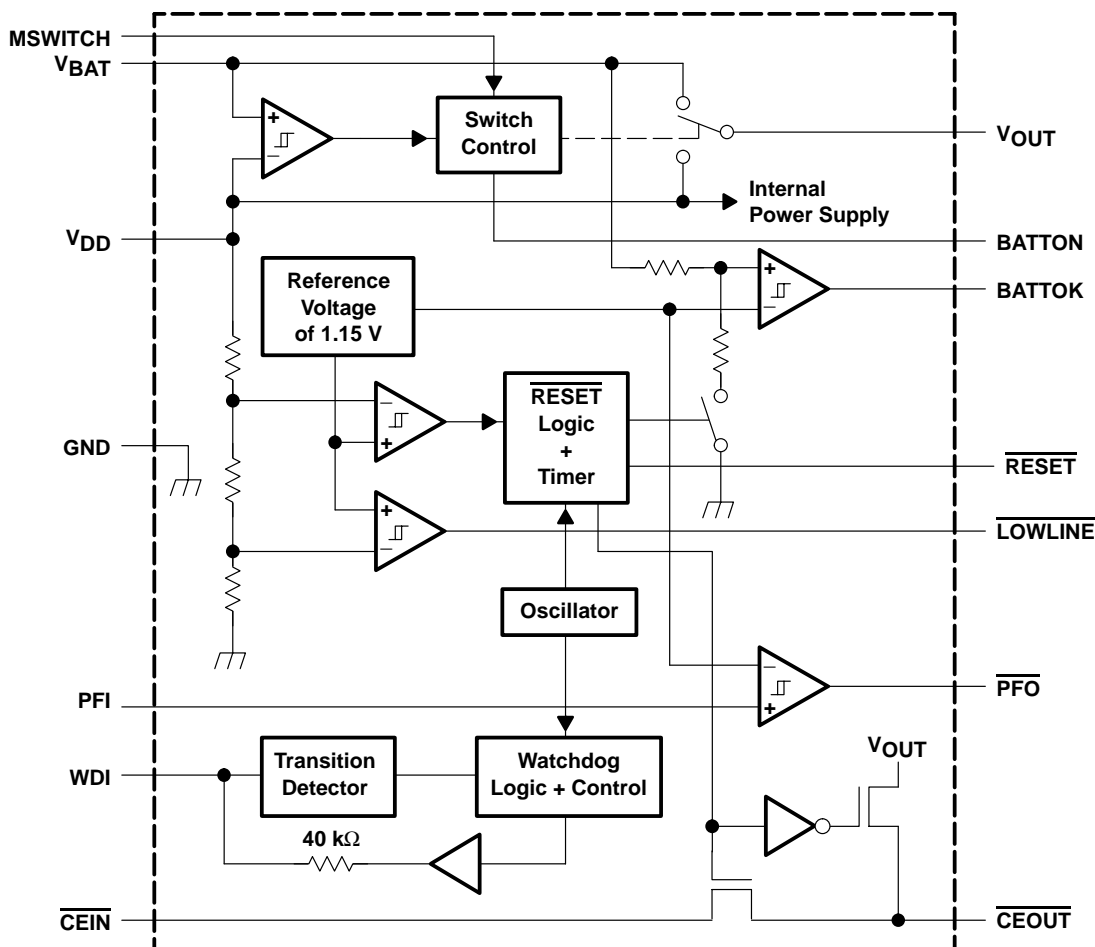 MSWITCH
VBAT
+
−
Switch
Control
VOUT
Internal
Power Supply
VDD
BATTON
Reference
Voltage
of 1.15 V
+
−
BATTOK
−
+
RESET
Logic
+
Timer
GND
RESET
+
−
LOWLINE
Oscillator
−
+
PFO
PFI
VOUT
WDI
Transition
Detector
Watchdog
Logic + Control
40 kΩ
CEIN
CEOUT